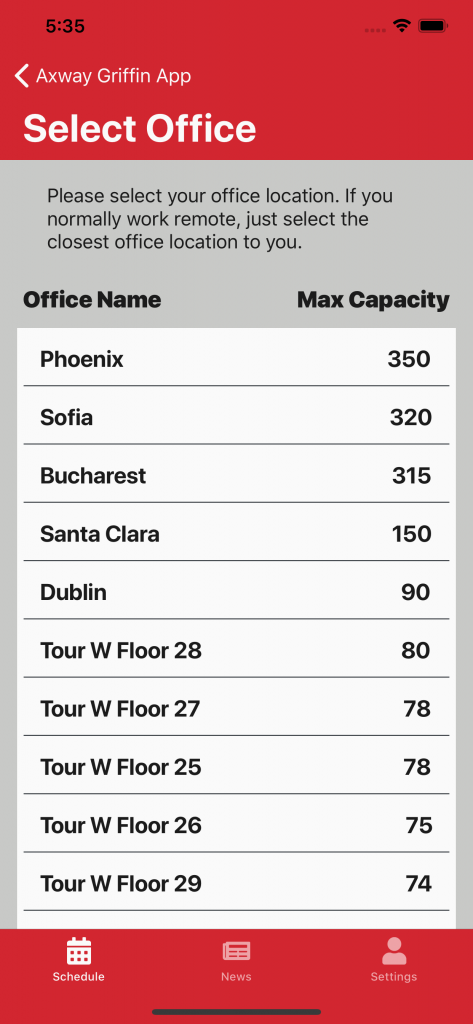 5:35
Axway Griffin App
Select Office
Please select your office location. If you
normally work remote, just select the
closest office location to you.
Office Name Max Capacity
Phoenix 350
Sofia 320
Bucharest 315
Santa Clara 150
Dublin 90
Tour W Floor 28 80
Tour W Floor 27 78
Tour W Floor 25 78
Tour W Floor 26 75
Tour W Floor 29 74
Schedule News Settings